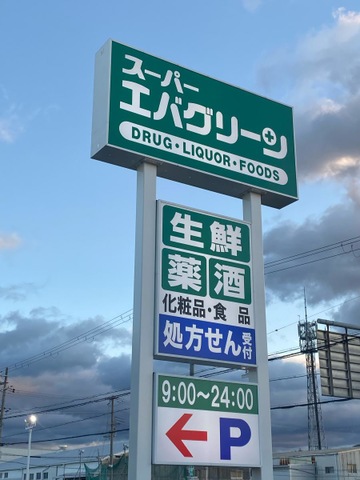 スーパー
エバグリーン
DRUG・LIQUOR・FOODS
生鮮
薬酒
化粧品・食品
処方せん受付
9:00～24:00
P